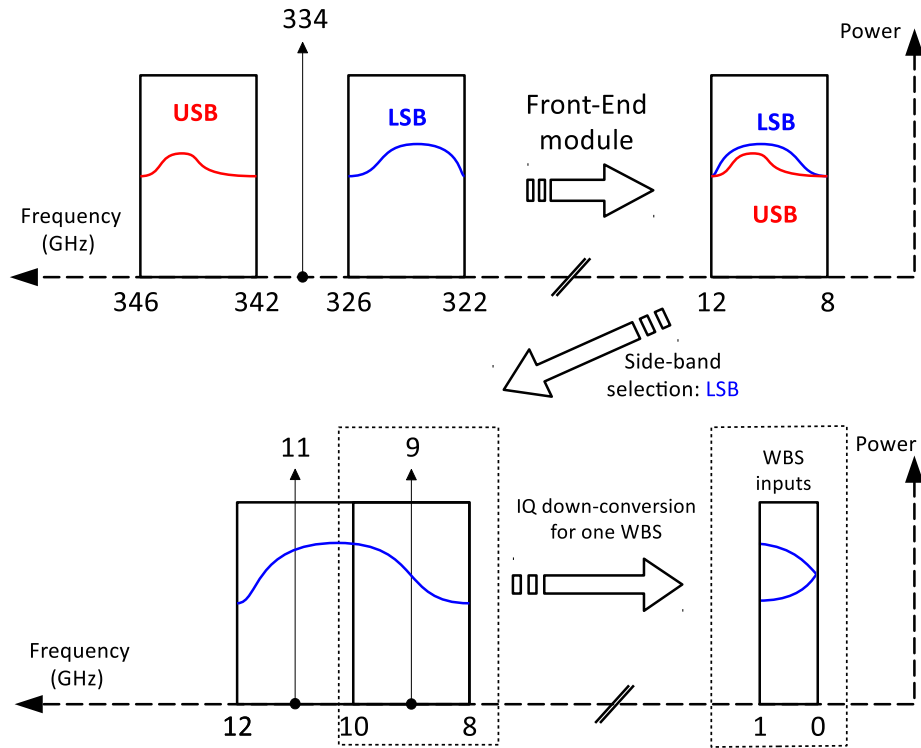 334
Power
USB
LSB
Front-End
module
LSB
USB
Frequency
(GHz)
346
342
326
322
12
8
Side-band
selection: LSB
11
9
Power
WBS
inputs
IQ down-conversion
for one WBS
Frequency
(GHz)
12
10
8
1
0